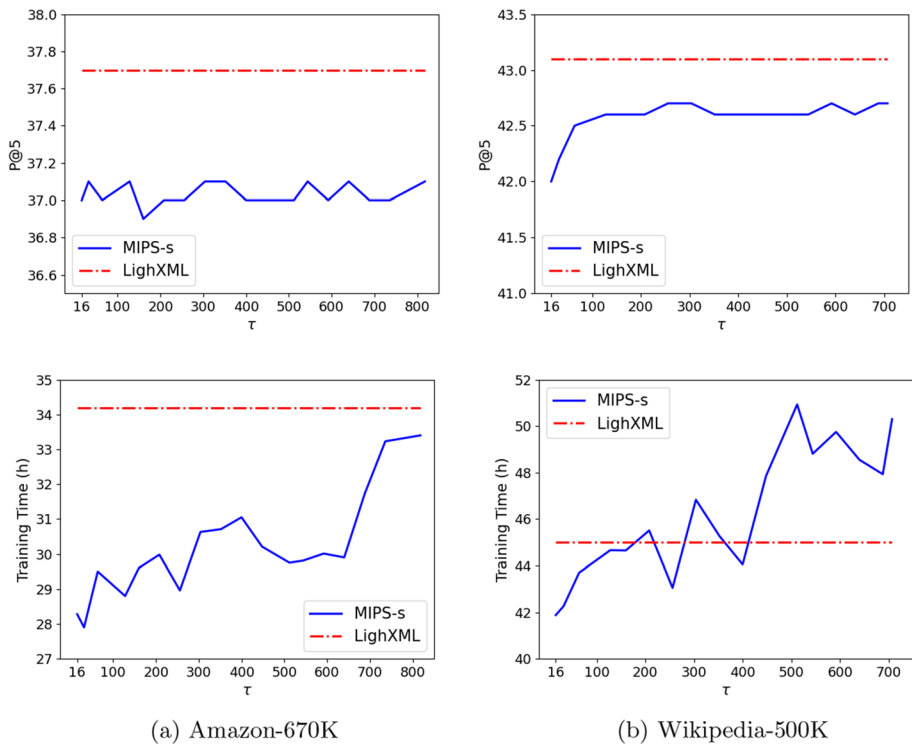 38.0
37.8
37.6
37.4
37.2
37.0
36.8
36.6
P@5
MIPS-s
LighXML
16 100 200 300 400 500 600 700 800
τ
43.5
43.0
42.5
42.0
41.5
41.0
P@5
MIPS-s
LighXML
16 100 200 300 400 500 600 700
τ
35
34
33
32
31
30
29
28
27
Training Time (h)
MIPS-s
LighXML
16 100 200 300 400 500 600 700 800
τ
52
50
48
46
44
42
40
Training Time (h)
MIPS-s
LighXML
16 100 200 300 400 500 600 700
τ
(a) Amazon-670K
(b) Wikipedia-500K